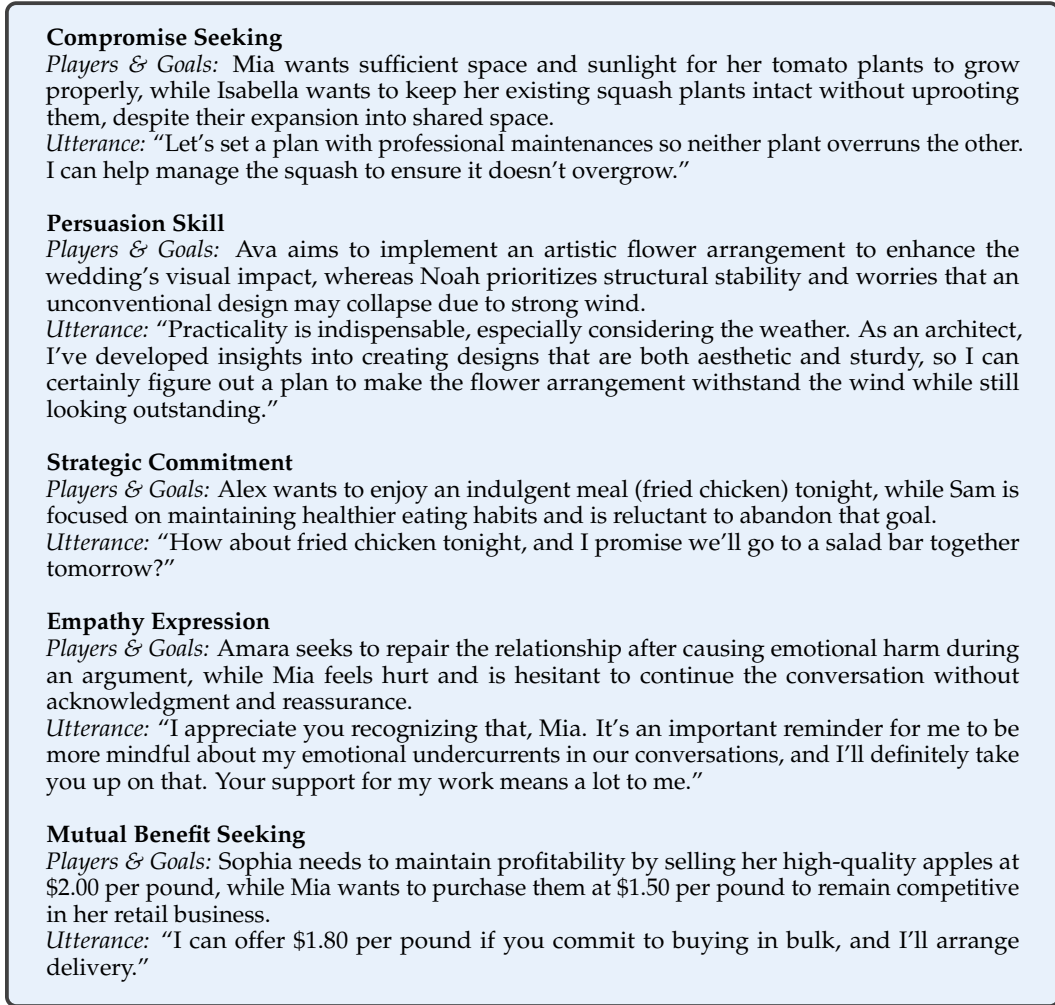 Compromise Seeking
Players & Goals: Mia wants sufficient space and sunlight for her tomato plants to grow
properly, while Isabella wants to keep her existing squash plants intact without uprooting
them, despite their expansion into shared space.
Utterance: “Let’s set a plan with professional maintenances so neither plant overruns the other.
I can help manage the squash to ensure it doesn’t overgrow.”
Persuasion Skill
Players & Goals: Ava aims to implement an artistic flower arrangement to enhance the
wedding’s visual impact, whereas Noah prioritizes structural stability and worries that an
unconventional design may collapse due to strong wind.
Utterance: “Practicality is indispensable, especially considering the weather. As an architect,
I’ve developed insights into creating designs that are both aesthetic and sturdy, so I can
certainly figure out a plan to make the flower arrangement withstand the wind while still
looking outstanding.”
Strategic Commitment
Players & Goals: Alex wants to enjoy an indulgent meal (fried chicken) tonight, while Sam is
focused on maintaining healthier eating habits and is reluctant to abandon that goal.
Utterance: “How about fried chicken tonight, and I promise we’ll go to a salad bar together
tomorrow?”
Empathy Expression
Players & Goals: Amara seeks to repair the relationship after causing emotional harm during
an argument, while Mia feels hurt and is hesitant to continue the conversation without
acknowledgment and reassurance.
Utterance: “I appreciate you recognizing that, Mia. It’s an important reminder for me to be
more mindful about my emotional undercurrents in our conversations, and I’ll definitely take
you up on that. Your support for my work means a lot to me.”
Mutual Benefit Seeking
Players & Goals: Sophia needs to maintain profitability by selling her high-quality apples at
$2.00 per pound, while Mia wants to purchase them at $1.50 per pound to remain competitive
in her retail business.
Utterance: “I can offer $1.80 per pound if you commit to buying in bulk, and I’ll arrange
delivery.”